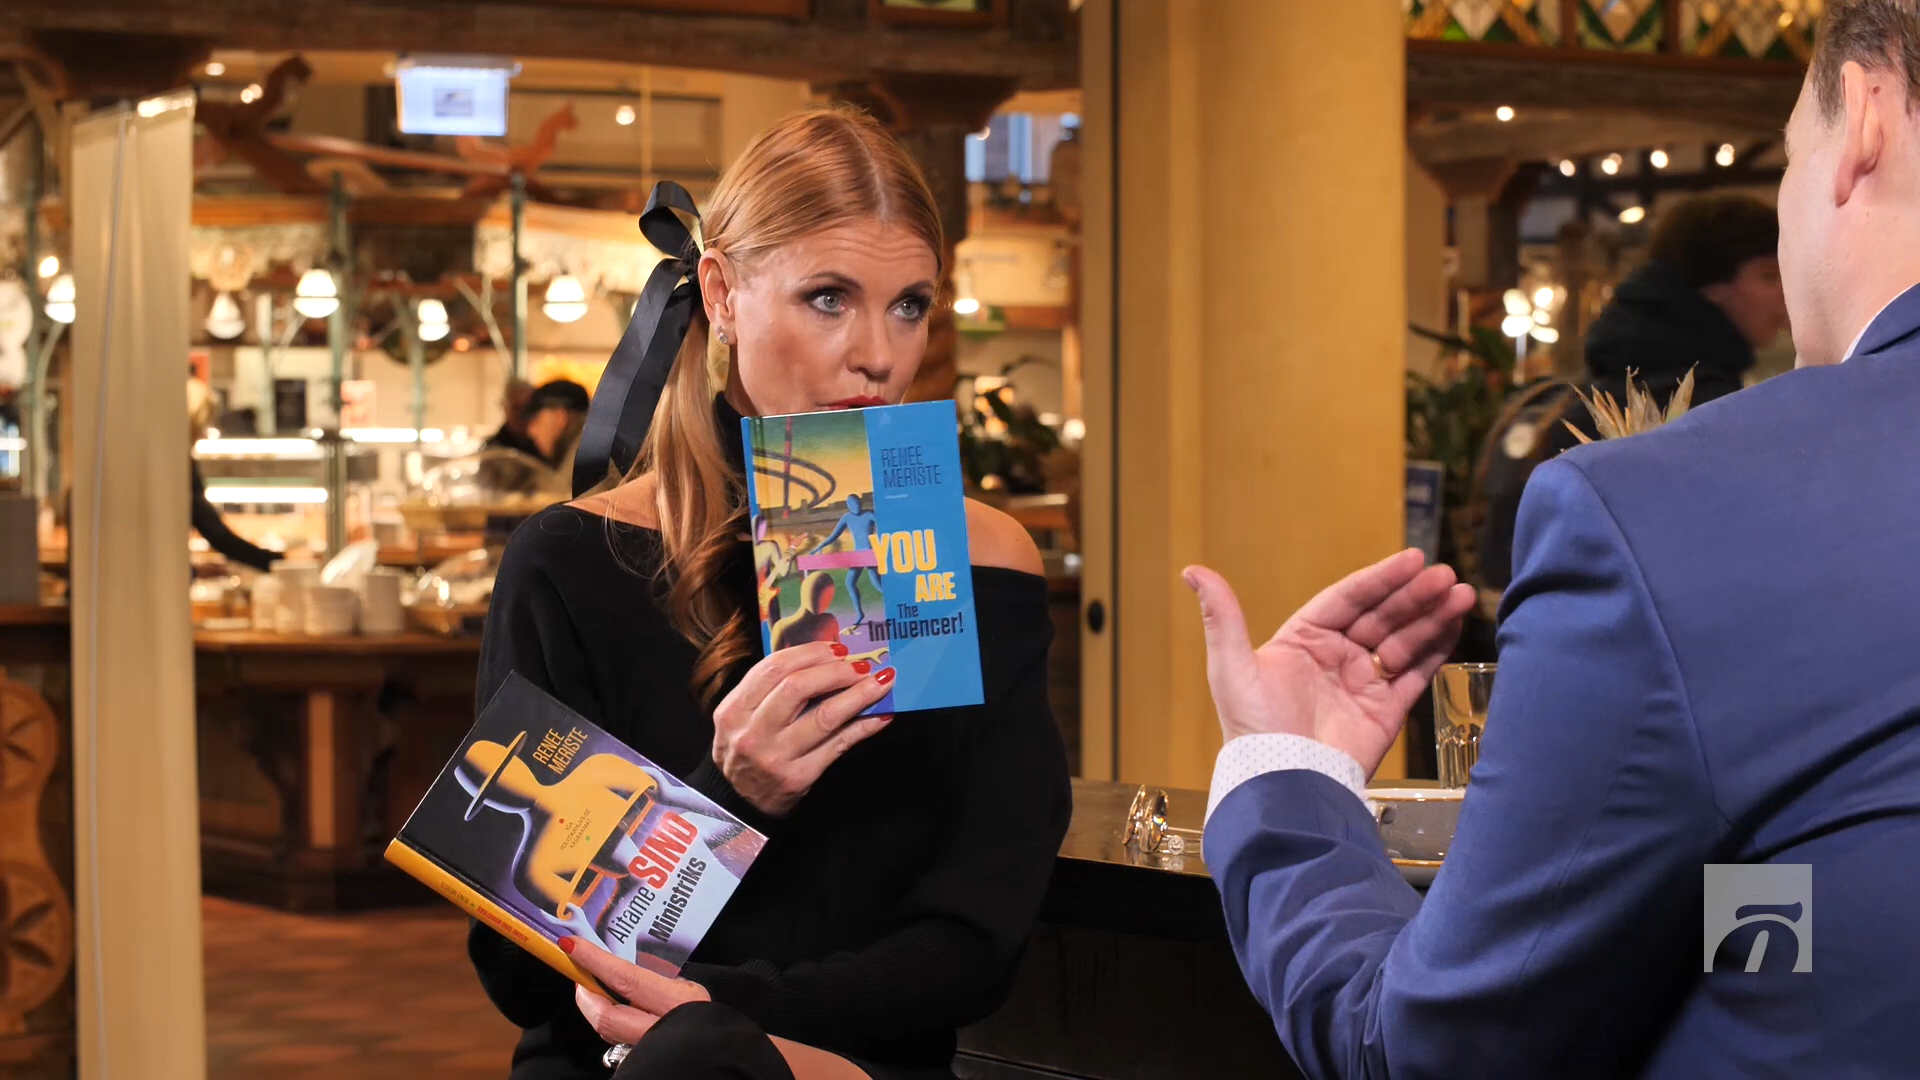 RENEE
MERISTE
YOU
ARE
The
Influencer!
RENEE
MERISTE
Aitame
SIND
Ministriks